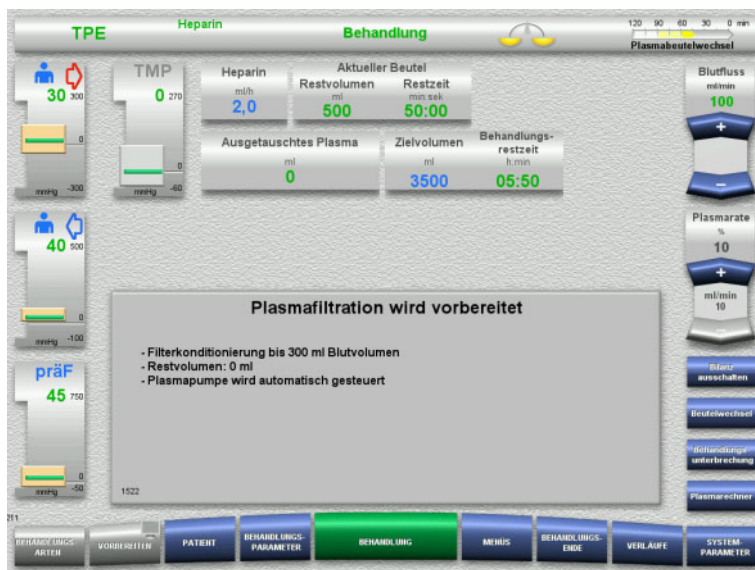 TPE
Heparin
Behandlung
120 90 60 30 0 min
Plasmabeutelwechsel
30 300
0
mmHg -300
TMP
0 270
0
mmHg -60
Heparin
ml/h
2,0
Aktueller Beutel
Restvolumen Restzeit
ml min:sek
500 50:00
Ausgetauschtes Plasma
ml
0
Zielvolumen
ml
3500
Behandlungs-
restzeit
h:min
05:50
Blutfluss
ml/min
100
+
–
40 500
0
mmHg -100
Plasmarate
%
10
+
ml/min
10
–
präF
45 750
0
mmHg -50
Plasmafiltration wird vorbereitet
- Filterkonditionierung bis 300 ml Blutvolumen
- Restvolumen: 0 ml
- Plasmapumpe wird automatisch gesteuert
1522
Bilanz
ausschalten
Beutelwechsel
Behandlungs-
unterbrechung
Plasmarechner
211
BEHANDLUNGS-
ARTEN
VORBEREITEN
PATIENT
BEHANDLUNGS-
PARAMETER
BEHANDLUNG
MENÜS
BEHANDLUNGS-
ENDE
VERLÄUFE
SYSTEM-
PARAMETER